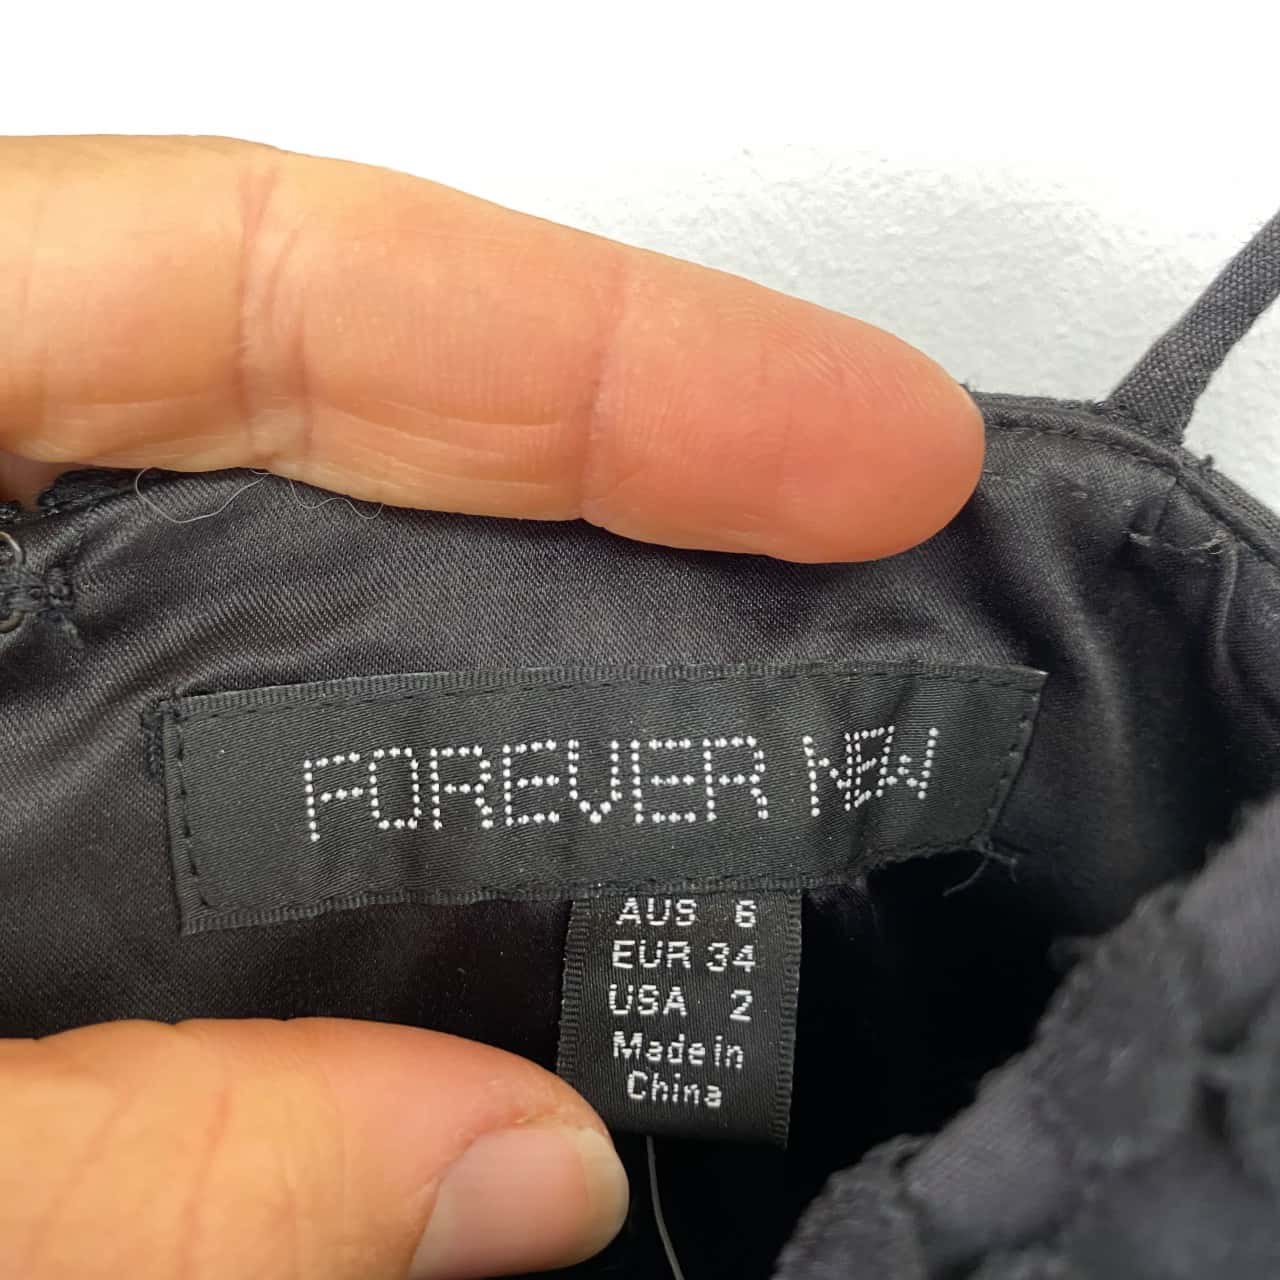 FOREVER NEW
AUS 6
EUR 34
USA 2
Made in
China